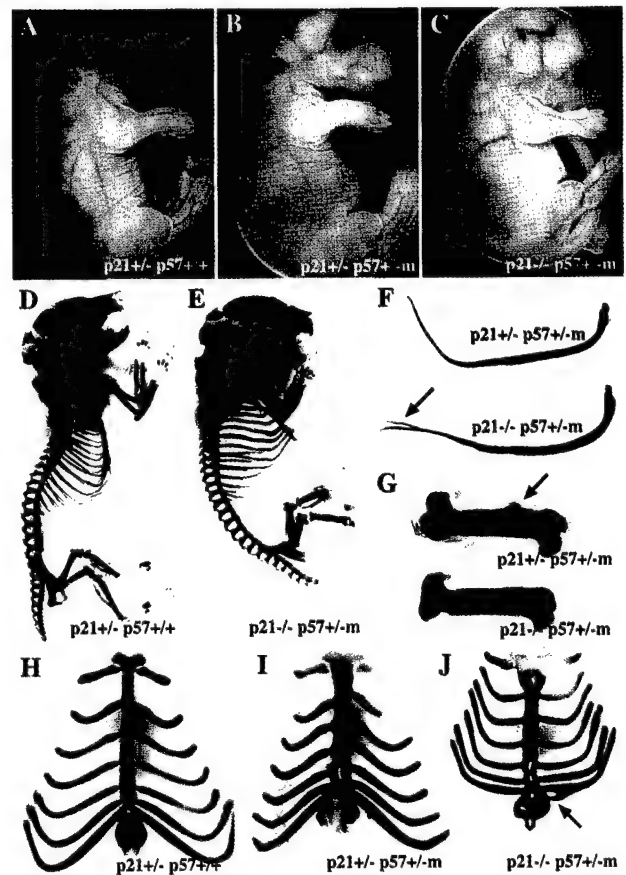 A
B
C
p21+/- p57+/+
p21+/- p57+ -m
p21-/- p57+ -m
D
E
F
p21+/- p57+/-m
p21-/- p57+/-m
G
p21+/- p57+/-m
p21-/- p57+/-m
p21+/- p57+/+
p21-/- p57+/-m
H
I
J
p21+/- p57+/+
p21+/- p57+/-m
p21-/- p57+/-m